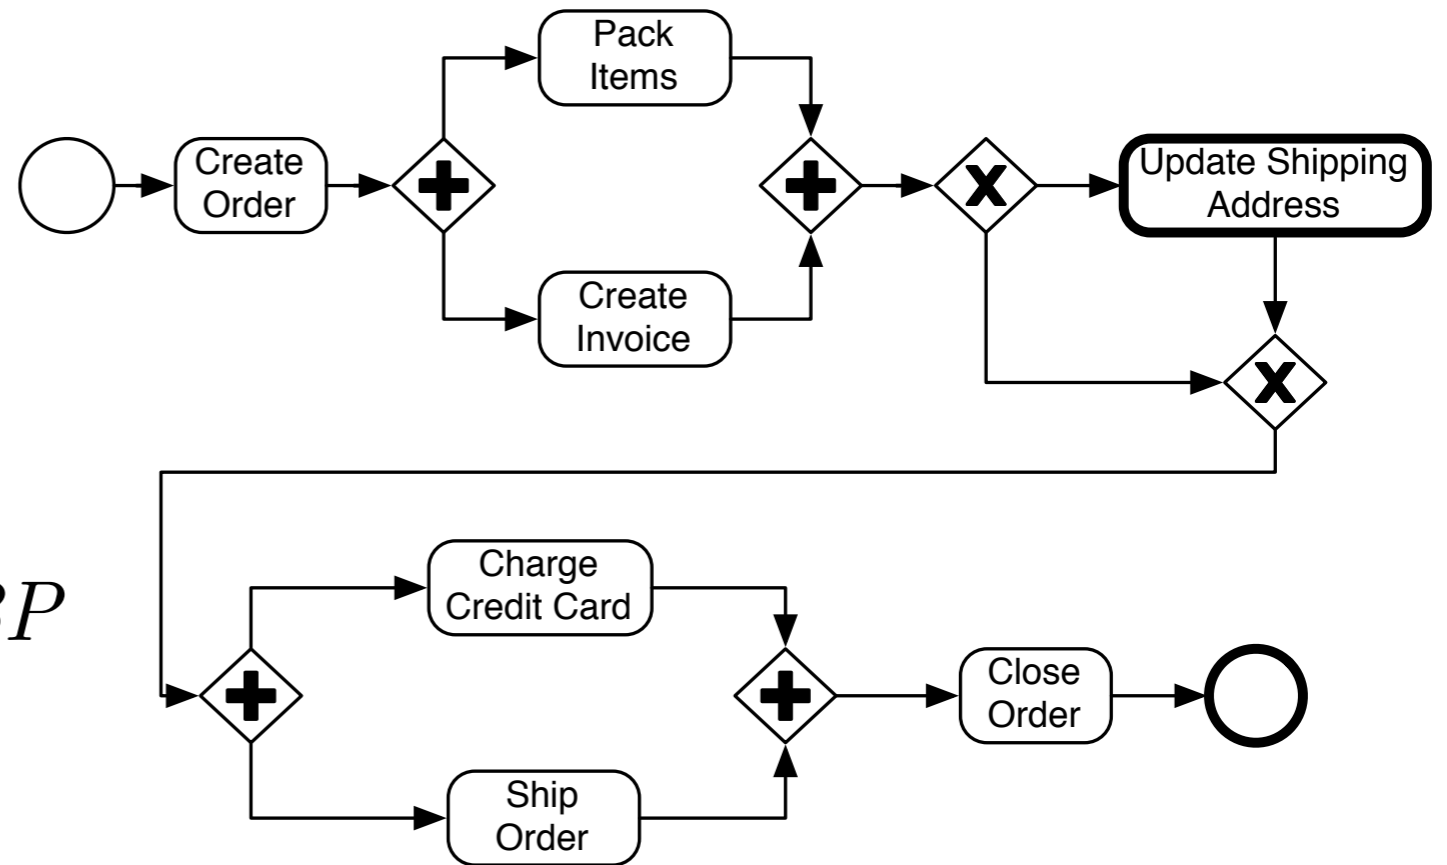 Pack
Items
Create
Order
Update Shipping
Address
Create
Invoice
Charge
Credit Card
P
Close
Order
Ship
Order